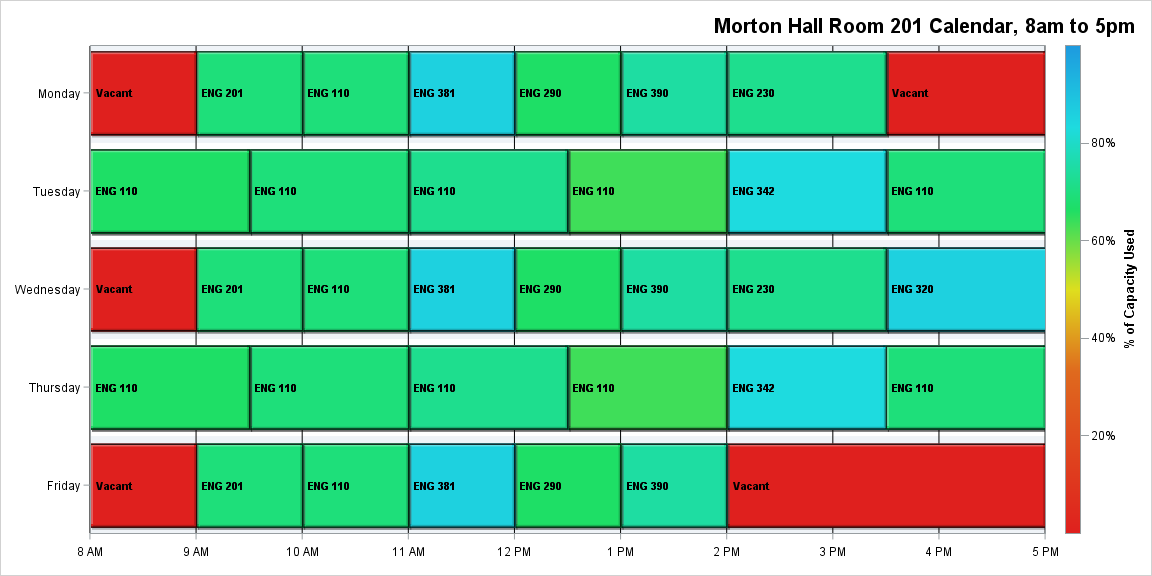 Morton Hall Room 201 Calendar, 8am to 5pm
Monday
Vacant
ENG 201
ENG 110
ENG 381
ENG 290
ENG 390
ENG 230
Vacant
Tuesday
ENG 110
ENG 110
ENG 110
ENG 110
ENG 342
ENG 110
Wednesday
Vacant
ENG 201
ENG 110
ENG 381
ENG 290
ENG 390
ENG 230
ENG 320
Thursday
ENG 110
ENG 110
ENG 110
ENG 110
ENG 342
ENG 110
Friday
Vacant
ENG 201
ENG 110
ENG 381
ENG 290
ENG 390
Vacant
8 AM
9 AM
10 AM
11 AM
12 PM
1 PM
2 PM
3 PM
4 PM
5 PM
80%
60%
40%
20%
% of Capacity Used